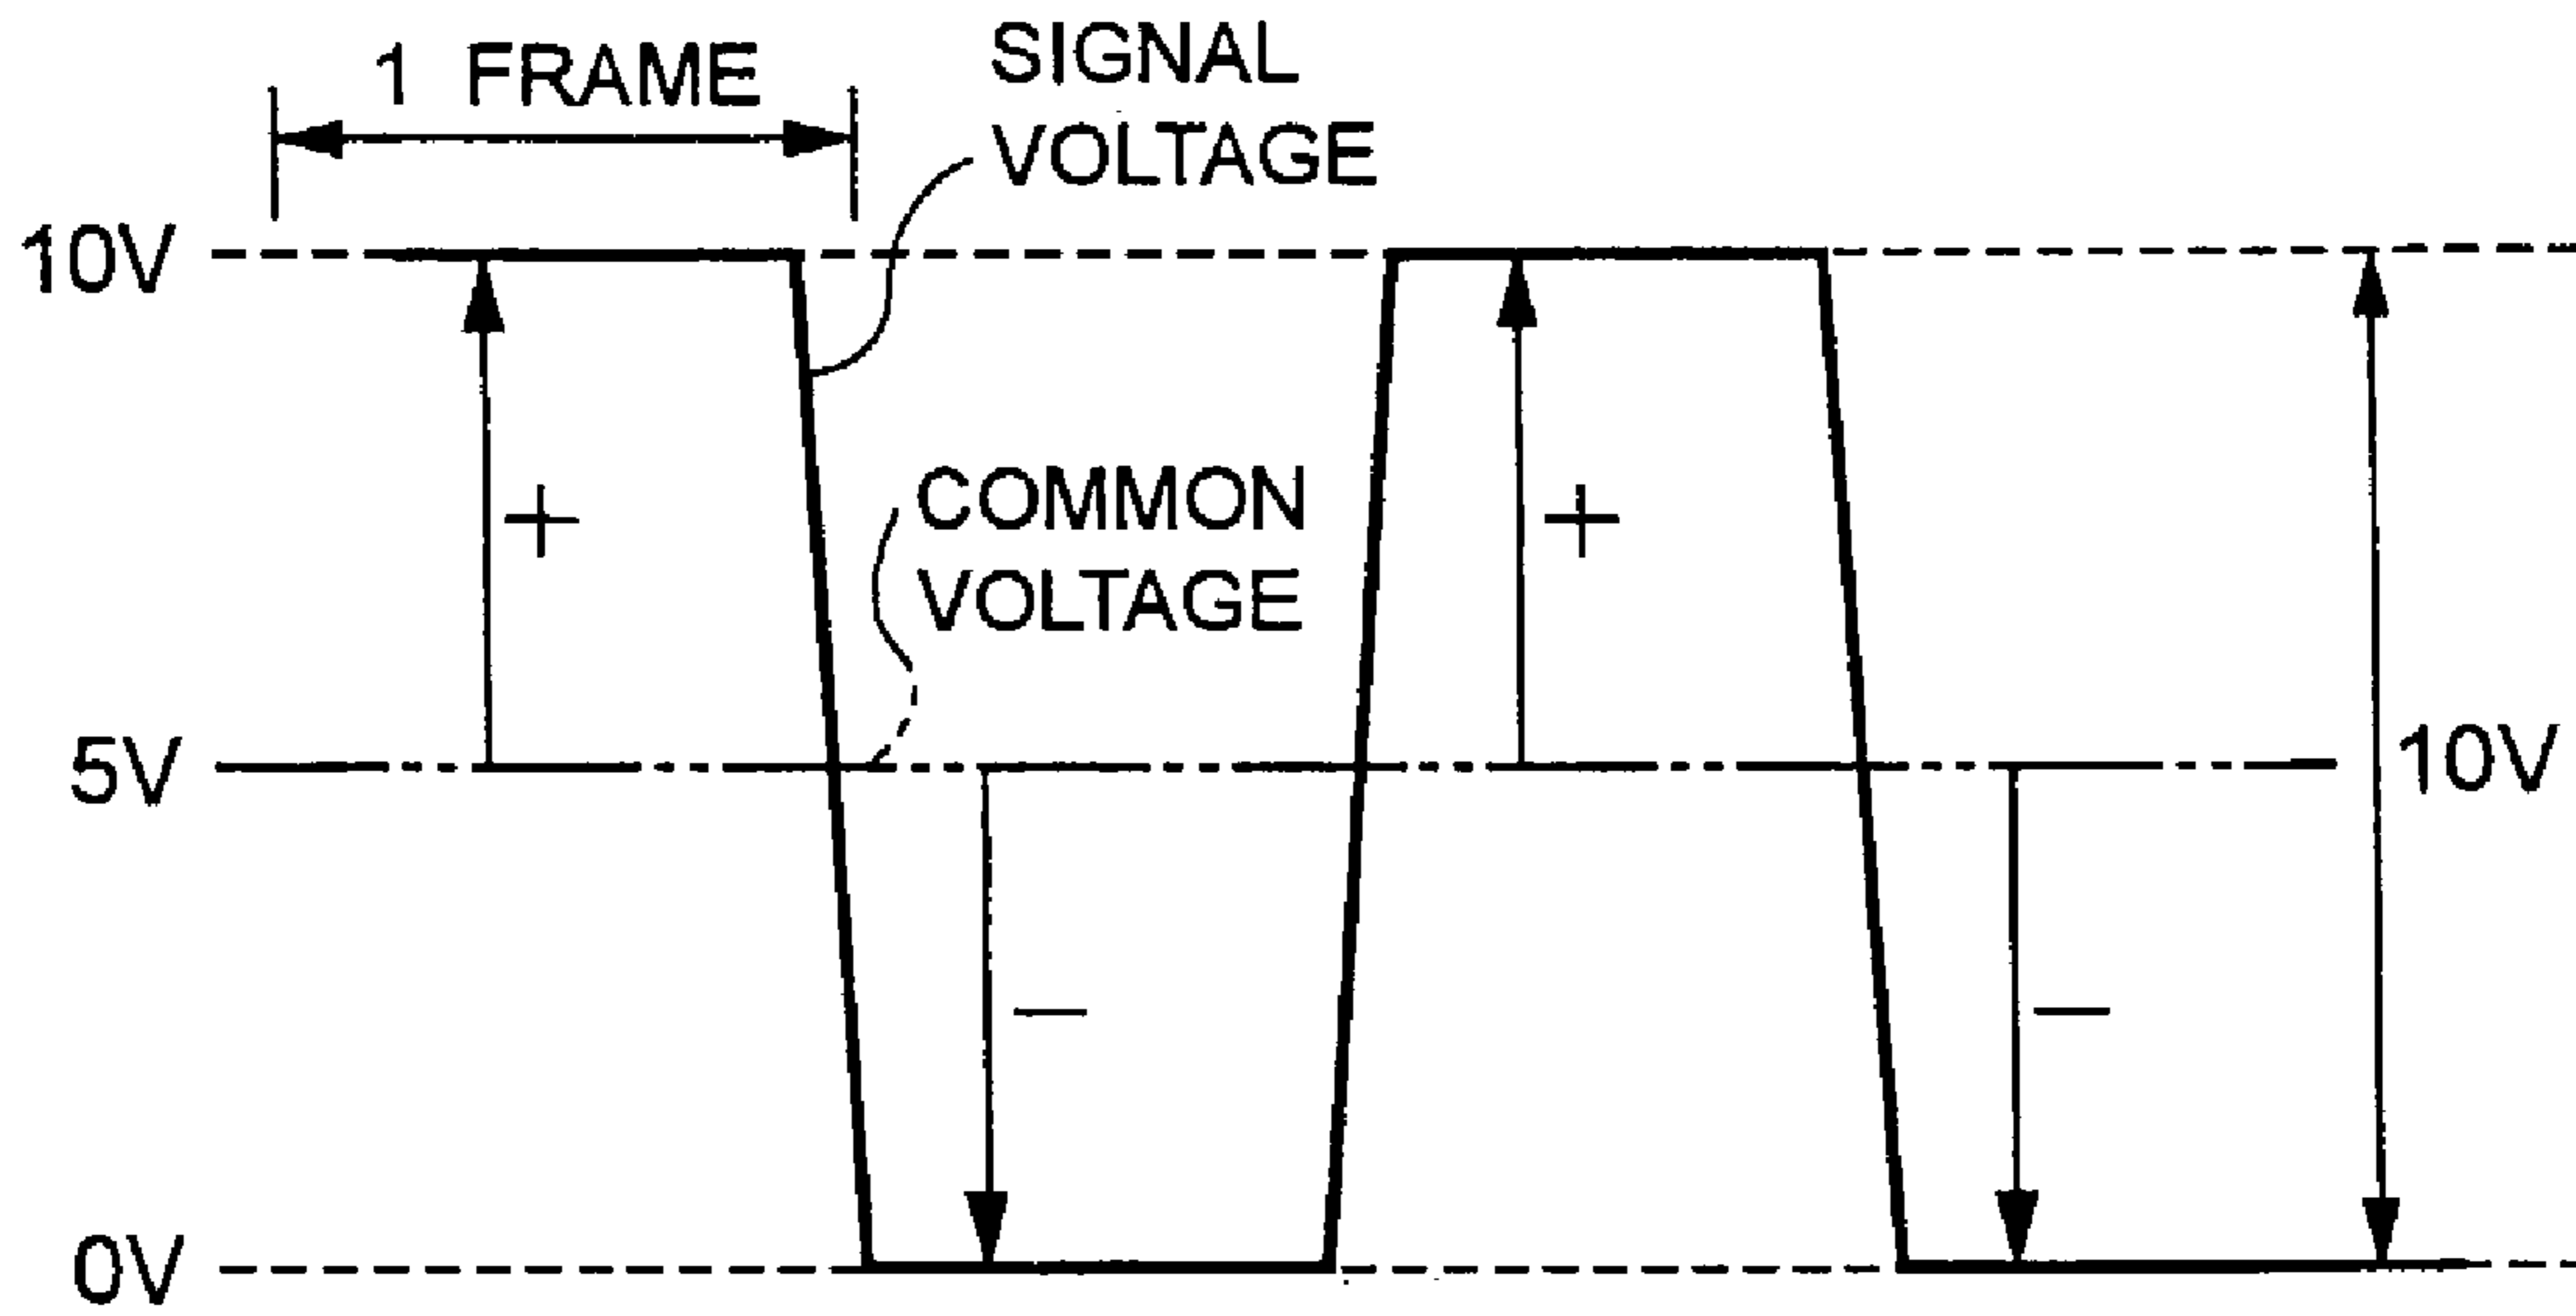 1 FRAME
SIGNAL
VOLTAGE
10V
+
+
COMMON
VOLTAGE
5V
10V
−
−
0V